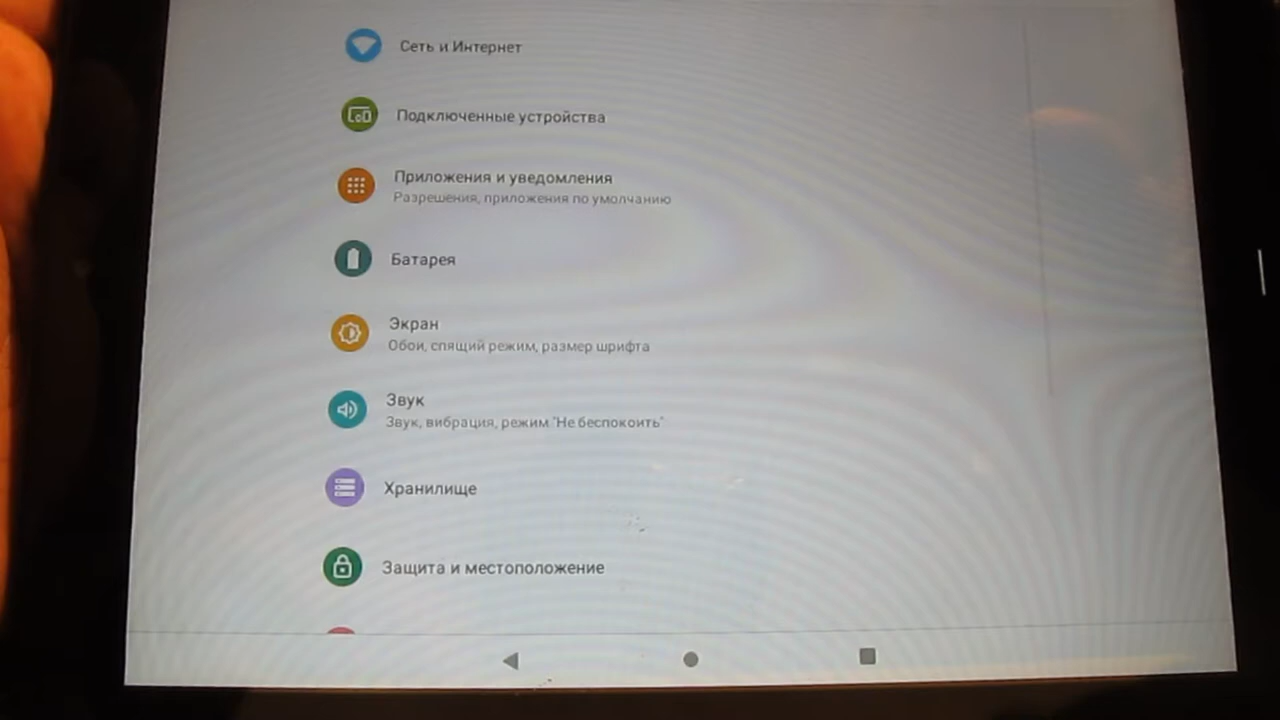 Сеть и Интернет
Подключенные устройства
Приложения и уведомления
Разрешения, приложения по умолчанию
Батарея
Экран
Обои, спящий режим, размер шрифта
Звук
Звук, вибрация, режим "Не беспокоить"
Хранилище
Защита и местоположение